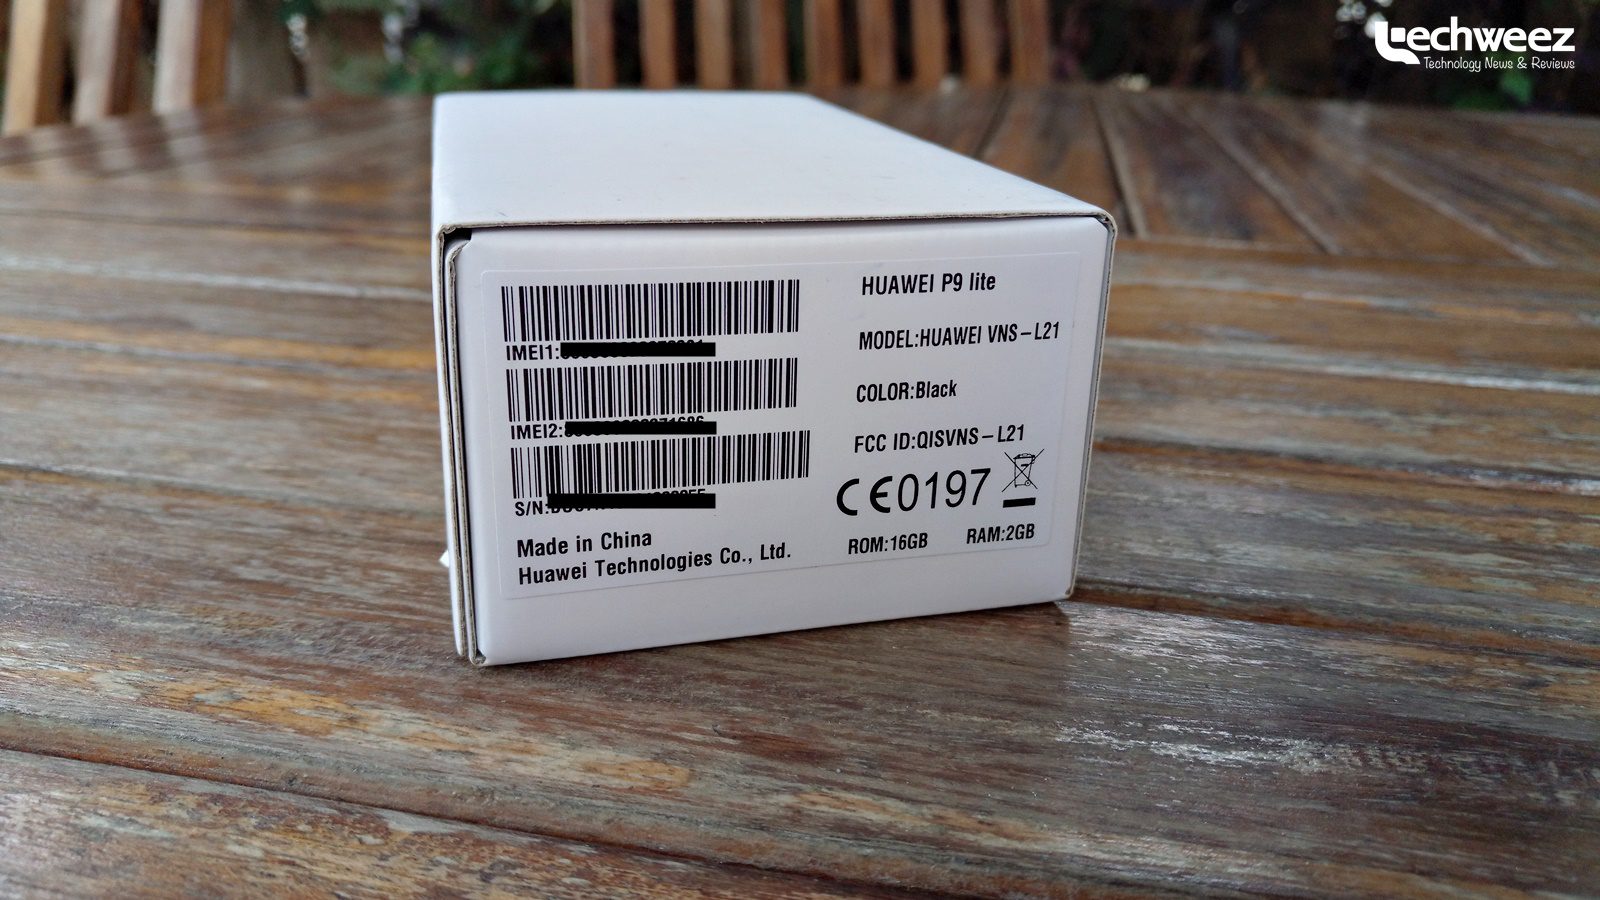 techweez
Technology News & Reviews
HUAWEI P9 lite
MODEL:HUAWEI VNS-L21
COLOR:Black
FCC ID:QISVNS-L21
CE0197
ROM:16GB RAM:2GB
IMEI1:
IMEI2:
S/N:
Made in China
Huawei Technologies Co., Ltd.